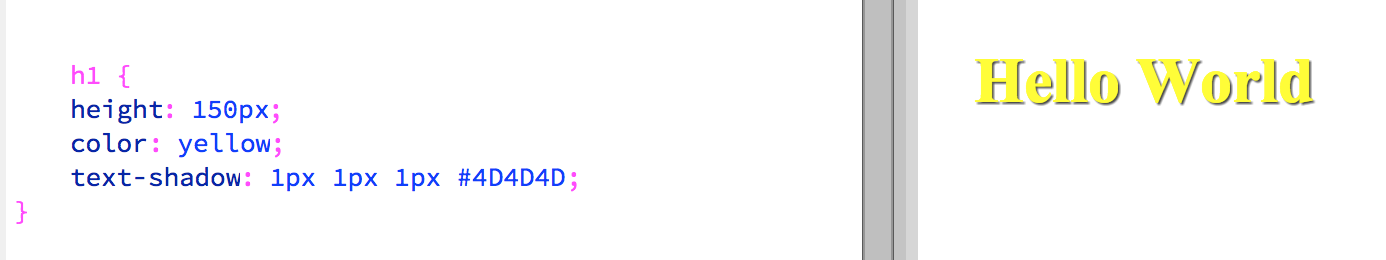 h1 {
height: 150px;
color: yellow;
text-shadow: 1px 1px 1px #4D4D4D;
}
Hello World